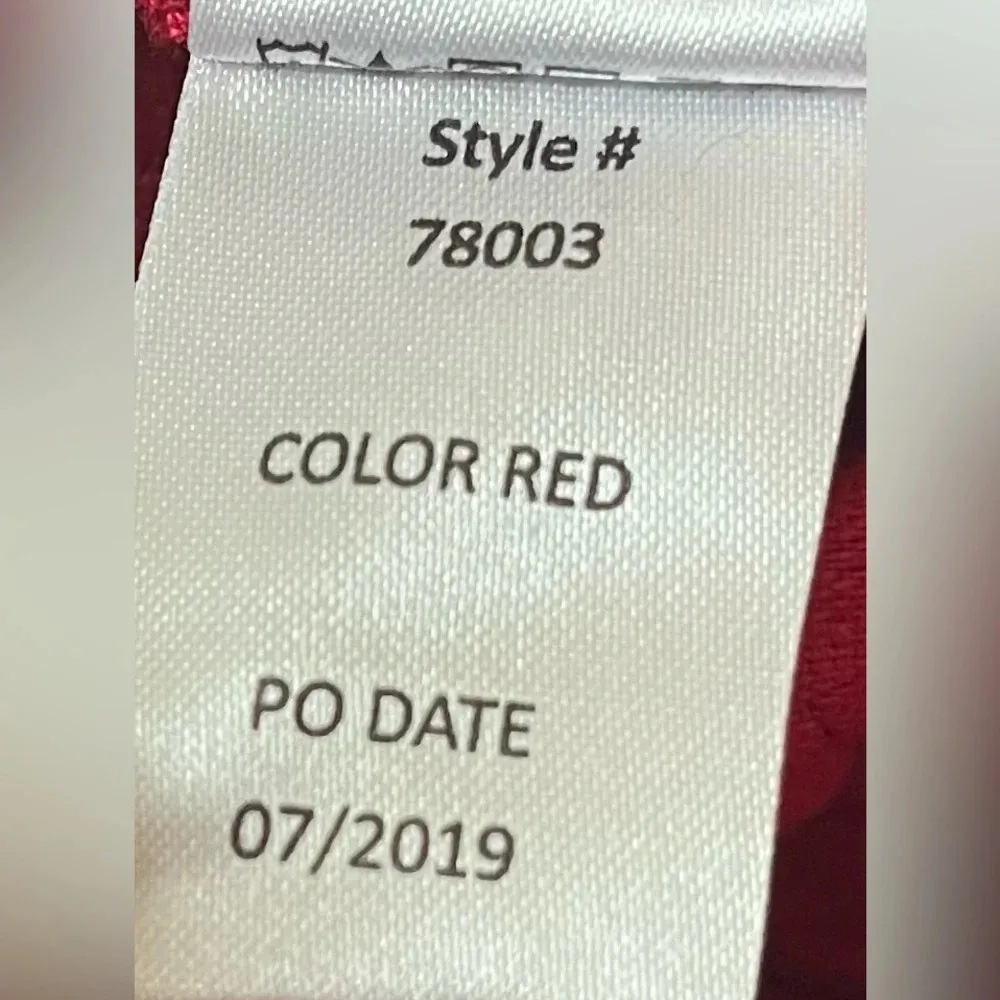 Style #
78003
COLOR RED
PO DATE
07/2019